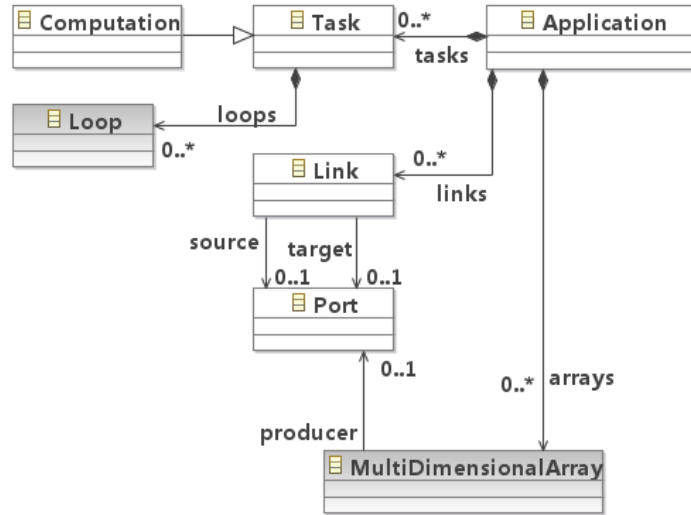 Computation
Task
0..*
tasks
Application
Loop
loops
0..*
Link
0..*
links
source
target
0..1
0..1
Port
0..1
0..*
arrays
producer
MultiDimensionalArray